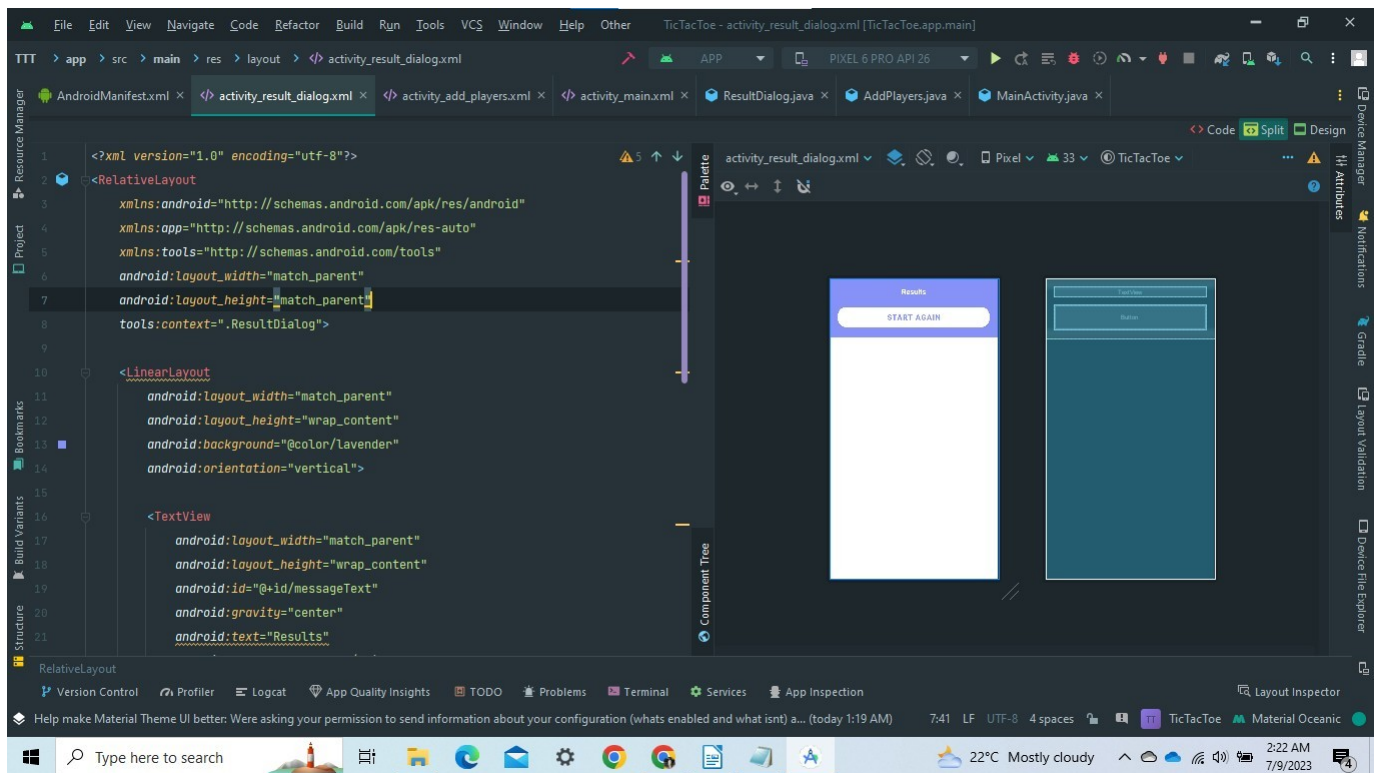 File Edit View Navigate Code Refactor Build Run Tools VCS Window Help Other TicTacToe - activity_result_dialog.xml [TicTacToe.app.main]
TTT > app > src > main > res > layout > </> activity_result_dialog.xml APP PIXEL 6 PRO API 26
AndroidManifest.xml × </> activity_result_dialog.xml × </> activity_add_players.xml × </> activity_main.xml × ResultDialog.java × AddPlayers.java × MainActivity.java ×
<> Code Split Design
Resource Manager
Project
Bookmarks
Build Variants
Structure
1 <?xml version="1.0" encoding="utf-8"?>
2 <RelativeLayout
3 xmlns:android="http://schemas.android.com/apk/res/android"
4 xmlns:app="http://schemas.android.com/apk/res-auto"
5 xmlns:tools="http://schemas.android.com/tools"
6 android:layout_width="match_parent"
7 android:layout_height="match_parent"
8 tools:context=".ResultDialog">
9
10 <LinearLayout
11 android:layout_width="match_parent"
12 android:layout_height="wrap_content"
13 android:background="@color/lavender"
14 android:orientation="vertical">
15
16 <TextView
17 android:layout_width="match_parent"
18 android:layout_height="wrap_content"
19 android:id="@+id/messageText"
20 android:gravity="center"
21 android:text="Results"
5
Palette
Component Tree
activity_result_dialog.xml Pixel 33 TicTacToe
Results
START AGAIN
TextView
Button
Attributes
Device Manager
Notifications
Gradle
Layout Validation
Device File Explorer
RelativeLayout
Version Control Profiler Logcat App Quality Insights TODO Problems Terminal Services App Inspection Layout Inspector
Help make Material Theme UI better: Were asking your permission to send information about your configuration (whats enabled and what isnt) a... (today 1:19 AM) 7:41 LF UTF-8 4 spaces TT TicTacToe Material Oceanic
Type here to search 22°C Mostly cloudy 2:22 AM
7/9/2023 4